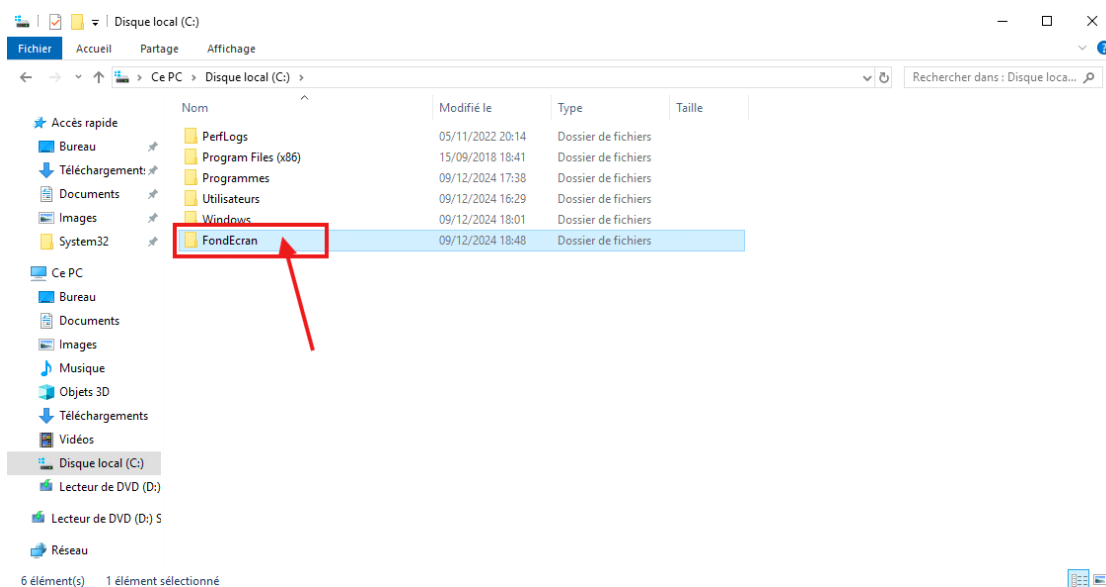 Disque local (C:)
Fichier Accueil Partage Affichage
Ce PC Disque local (C:) Rechercher dans : Disque loca...
Nom Modifié le Type Taille
Accès rapide
Bureau
Téléchargement:
Documents
Images
System32
Ce PC
Bureau
Documents
Images
Musique
Objets 3D
Téléchargements
Vidéos
Disque local (C:)
Lecteur de DVD (D:)
Lecteur de DVD (D:) S
Réseau
PerfLogs 05/11/2022 20:14 Dossier de fichiers
Program Files (x86) 15/09/2018 18:41 Dossier de fichiers
Programmes 09/12/2024 17:38 Dossier de fichiers
Utilisateurs 09/12/2024 16:29 Dossier de fichiers
Windows 09/12/2024 18:01 Dossier de fichiers
FondEcran 09/12/2024 18:48 Dossier de fichiers
6 élément(s) 1 élément sélectionné